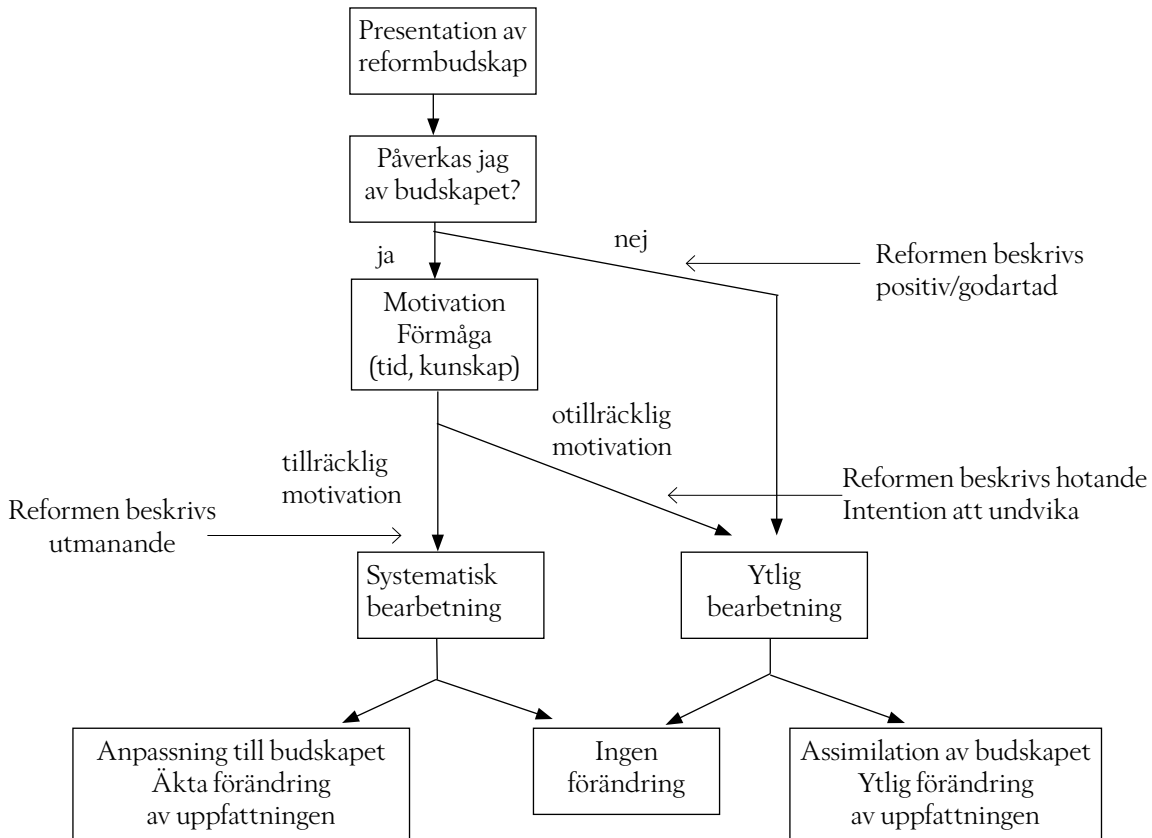 Presentation av
reformbudskap
Påverkas jag
av budskapet?
ja
nej
Reformen beskrivs
positiv/godartad
Motivation
Förmåga
(tid, kunskap)
otillräcklig
motivation
tillräcklig
motivation
Reformen beskrivs hotande
Intention att undvika
Reformen beskrivs
utmanande
Systematisk
bearbetning
Ytlig
bearbetning
Anpassning till budskapet
Äkta förändring
av uppfattningen
Ingen
förändring
Assimilation av budskapet
Ytlig förändring
av uppfattningen